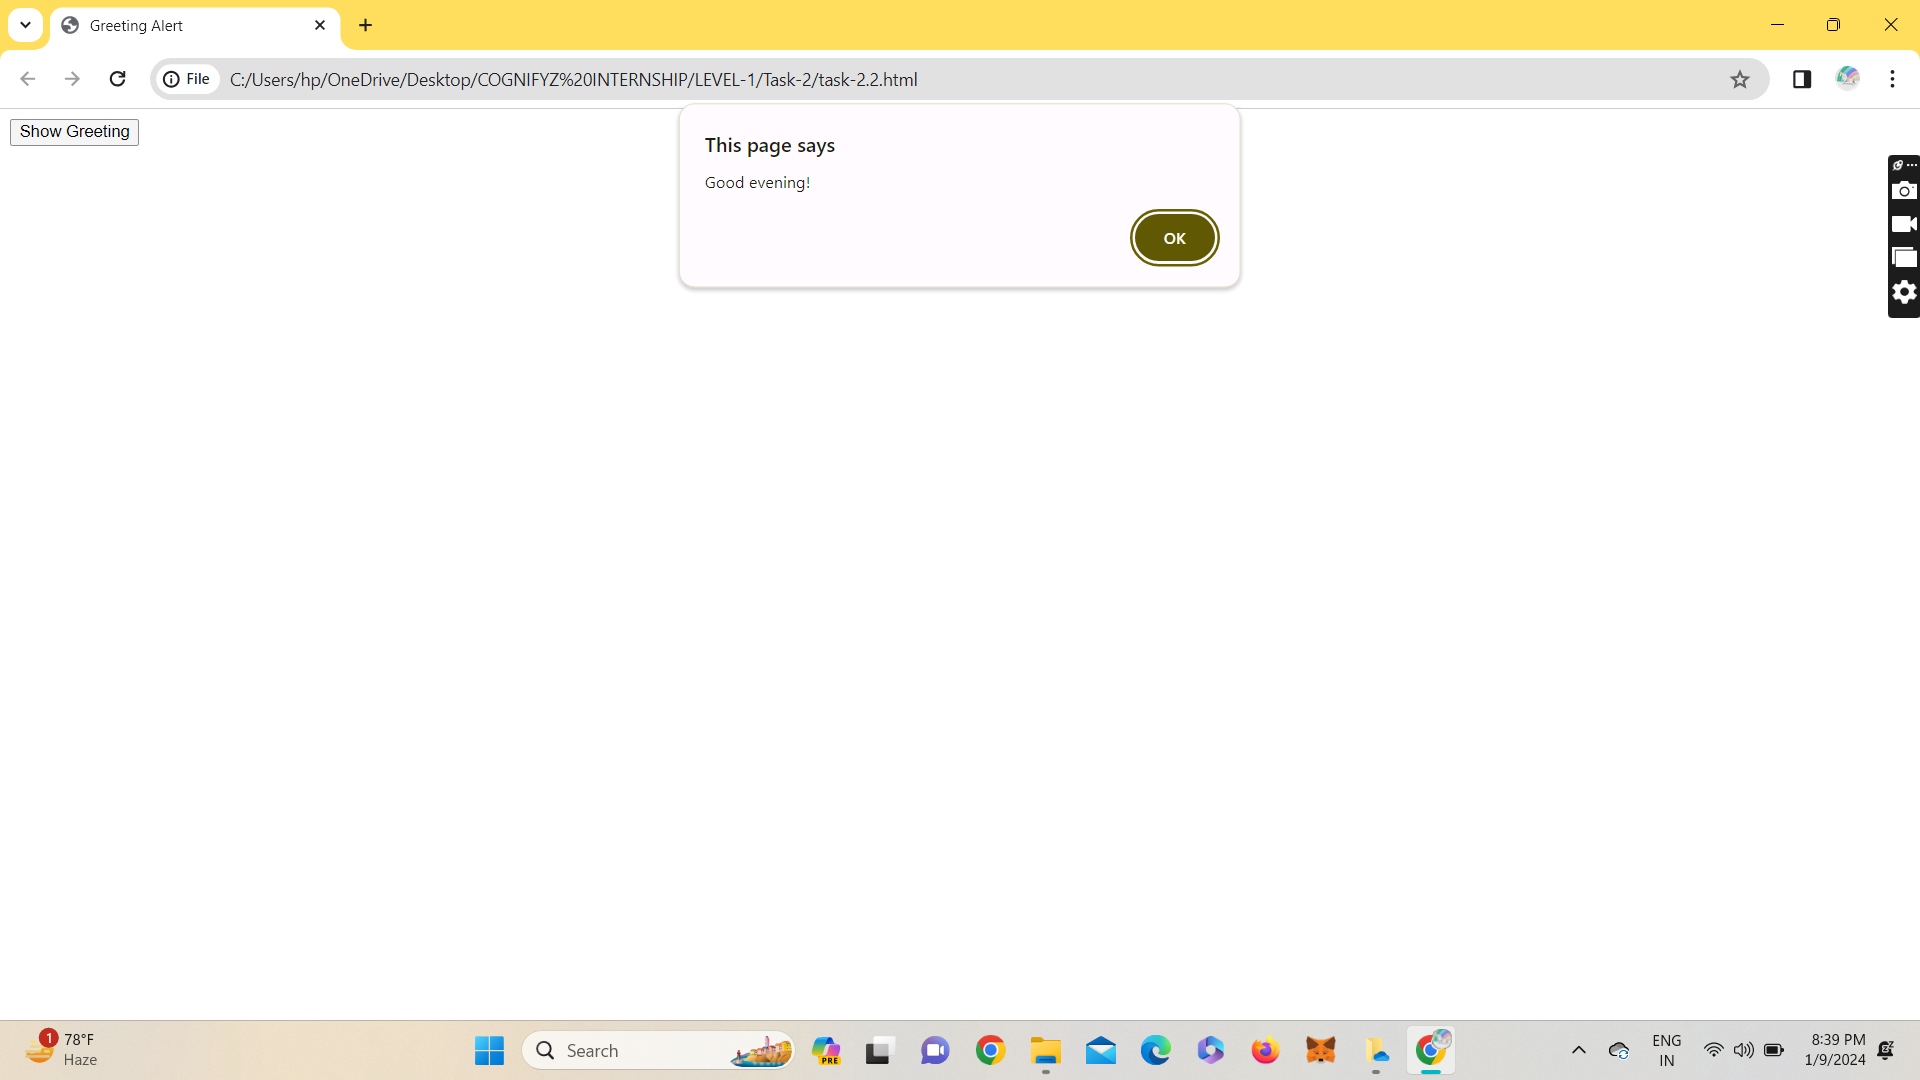 Greeting Alert
File
C:/Users/hp/OneDrive/Desktop/COGNIFYZ%20INTERNSHIP/LEVEL-1/Task-2/task-2.2.html
Show Greeting
This page says
Good evening!
OK
1
78°F
Haze
Search
PRE
ENG
IN
8:39 PM
1/9/2024